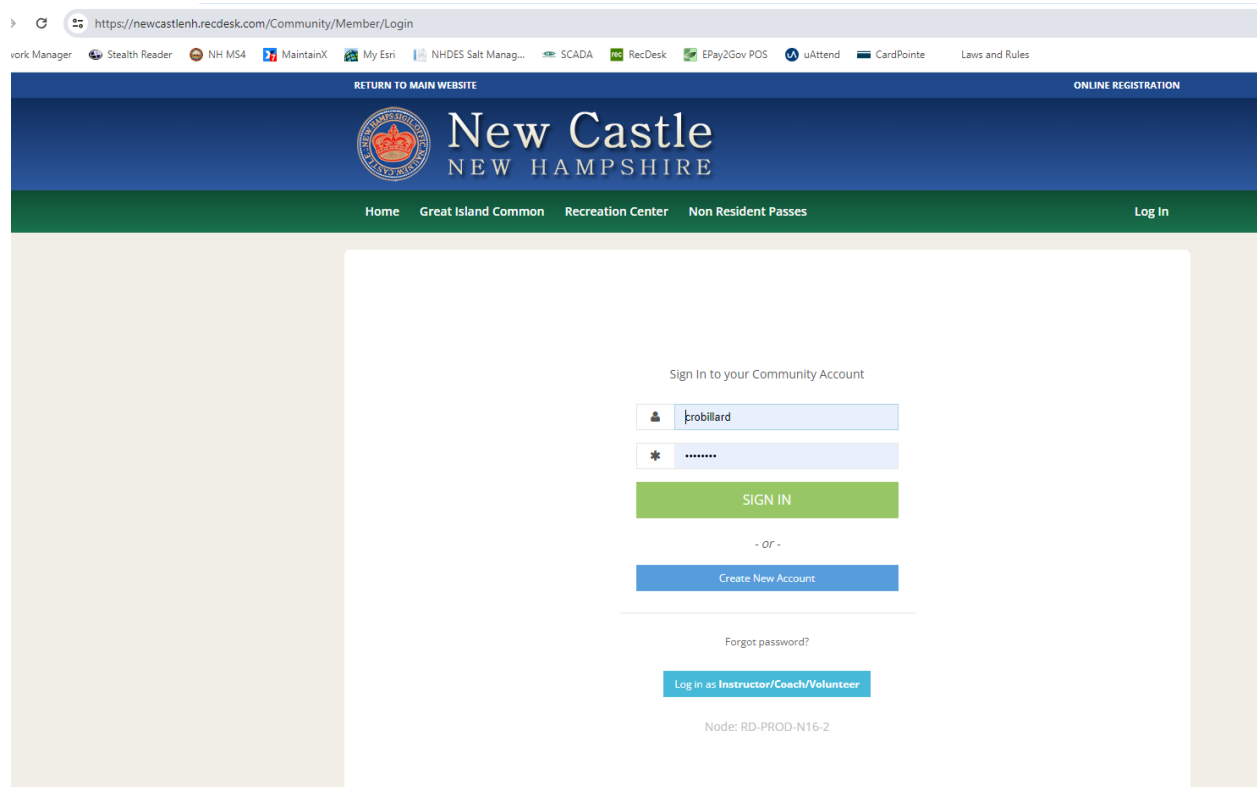 https://newcastlenh.recdesk.com/Community/Member/Login
work Manager Stealth Reader NH MS4 MaintainX My Esri NHDES Salt Manag... SCADA rec RecDesk EPay2Gov POS uAttend CardPointe Laws and Rules
RETURN TO MAIN WEBSITE ONLINE REGISTRATION
New Castle
NEW HAMPSHIRE
Home Great Island Common Recreation Center Non Resident Passes Log In
Sign In to your Community Account
crobillard
••••••••
SIGN IN
- or -
Create New Account
Forgot password?
Log in as Instructor/Coach/Volunteer
Node: RD-PROD-N16-2